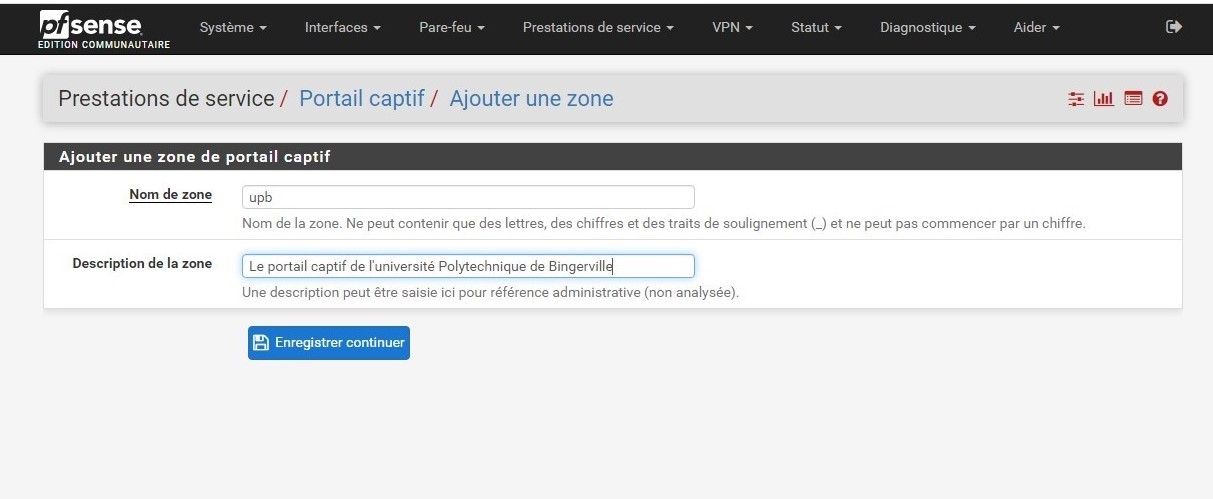 pfsense
EDITION COMMUNAUTAIRE
Système Interfaces Pare-feu Prestations de service VPN Statut Diagnostique Aider
Prestations de service / Portail captif / Ajouter une zone
Ajouter une zone de portail captif
Nom de zone upb
Nom de la zone. Ne peut contenir que des lettres, des chiffres et des traits de soulignement (_) et ne peut pas commencer par un chiffre.
Description de la zone Le portail captif de l'université Polytechnique de Bingerville
Une description peut être saisie ici pour référence administrative (non analysée).
Enregistrer continuer